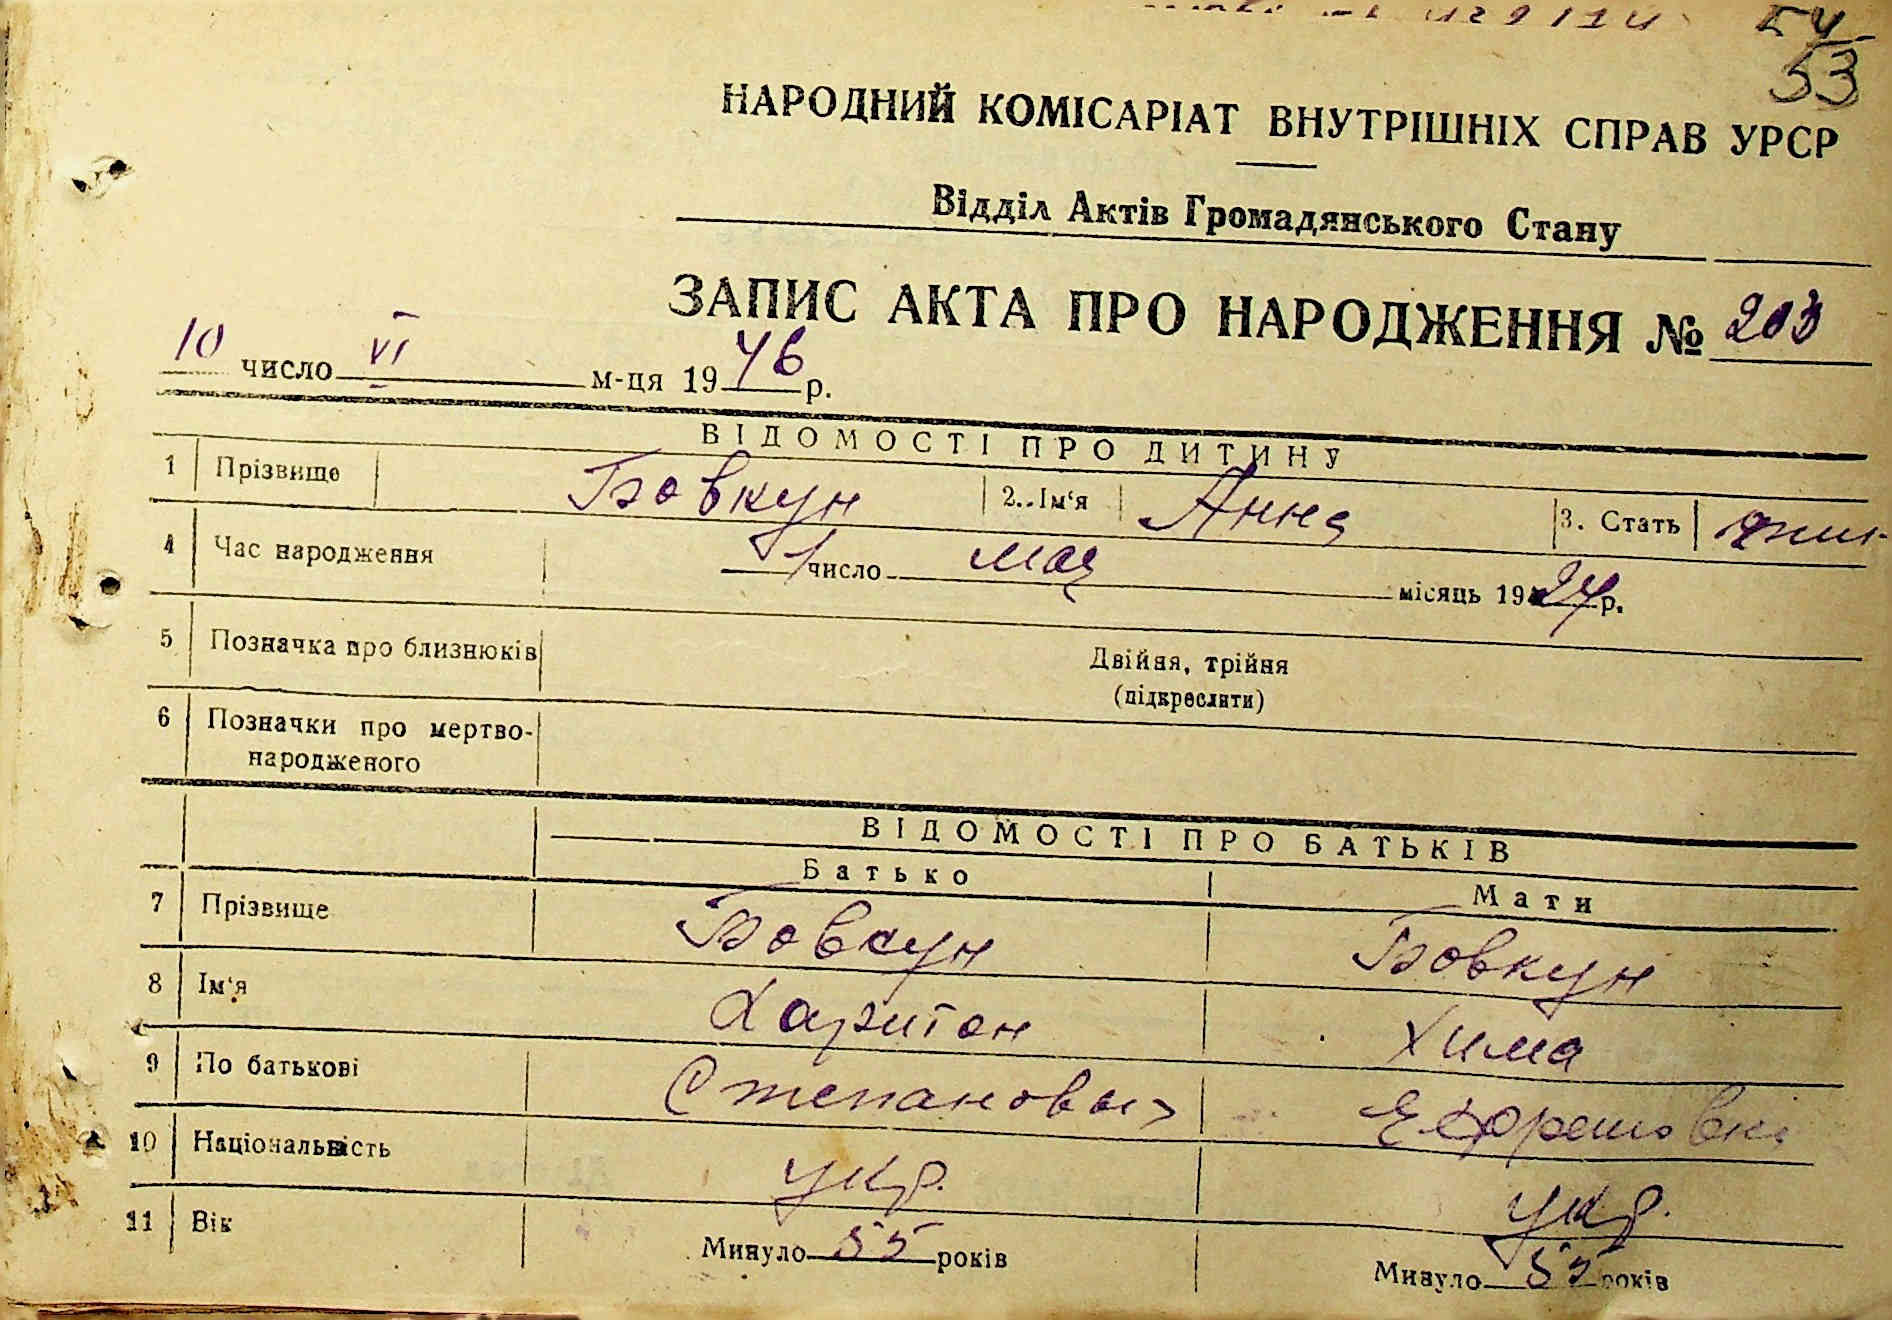 53
НАРОДНИЙ КОМІСАРІАТ ВНУТРІШНІХ СПРАВ УРСР
Відділ Актів Громадянського Стану
ЗАПИС АКТА ПРО НАРОДЖЕННЯ № 203
10 число VI м-ця 1946 р.
ВІДОМОСТІ ПРО ДИТИНУ
1 Прізвище Бовкун 2. Ім'я Анна 3. Стать
4 Час народження 1 число мая місяць 1924 р.
5 Позначка про близнюків Двійня, трійня
(підкреслити)
6 Позначки про мертво-
народженого
ВІДОМОСТІ ПРО БАТЬКІВ
Батько Мати
7 Прізвище Бовкун Бовкун
8 Ім'я Харитон Хима
9 По батькові Степанович
10 Національність укр. укр.
11 Вік Минуло 55 років Минуло 55 років